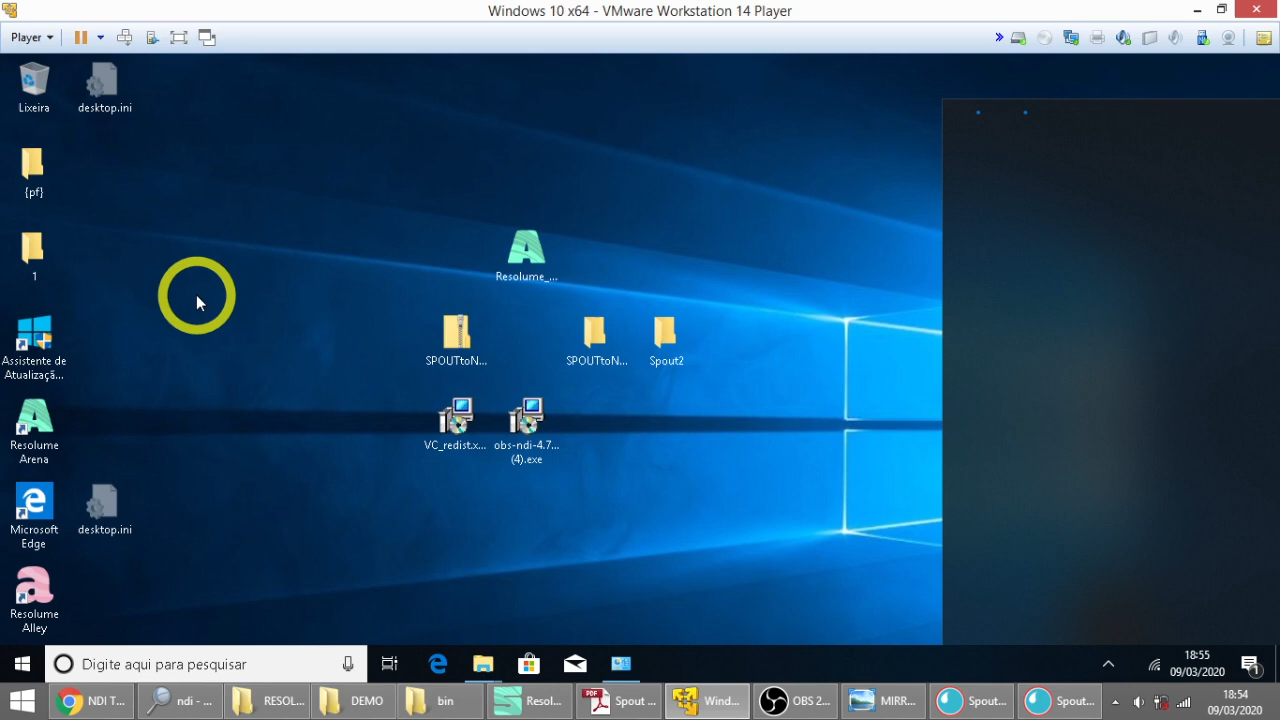 Windows 10 x64 - VMware Workstation 14 Player
Player
Lixeira
desktop.ini
{pf}
1
Resolume_...
Assistente de
Atualizaçã...
SPOUTtoN...
SPOUTtoN...
Spout2
Resolume
Arena
VC_redist.x...
obs-ndi-4.7...
(4).exe
Microsoft
Edge
desktop.ini
Resolume
Alley
Digite aqui para pesquisar
18:55
09/03/2020
1
NDI T...
ndi - ...
RESOL...
DEMO
bin
Resol...
PDF
Spout ...
Wind...
OBS 2...
MIRR...
Spout...
Spout...
18:54
09/03/2020